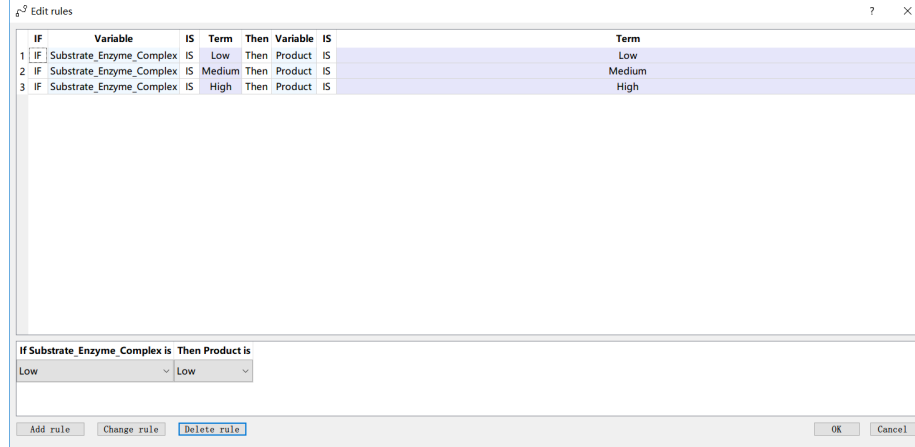 Edit rules ? ×
IF Variable IS Term Then Variable IS Term
1 IF Substrate_Enzyme_Complex IS Low Then Product IS Low
2 IF Substrate_Enzyme_Complex IS Medium Then Product IS Medium
3 IF Substrate_Enzyme_Complex IS High Then Product IS High
If Substrate_Enzyme_Complex is Then Product is
Low Low
Add rule Change rule Delete rule OK Cancel